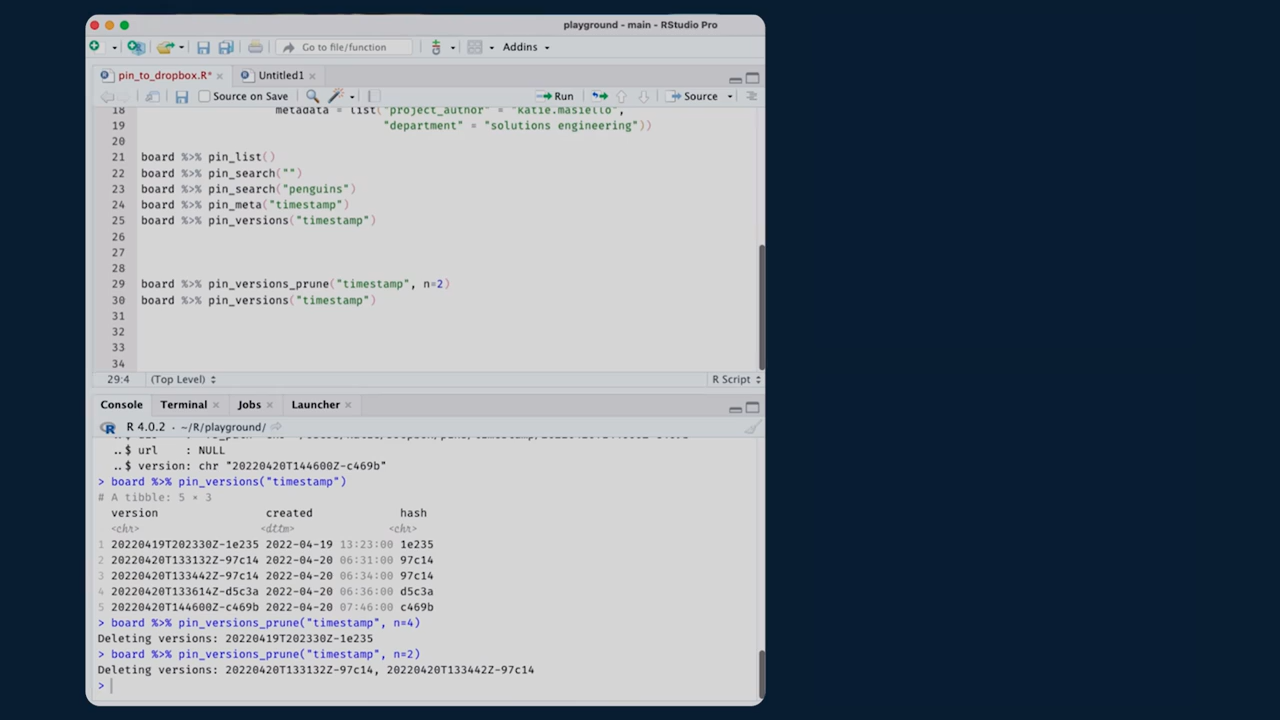 playground - main - RStudio Pro
Go to file/function Addins
pin_to_dropbox.R* Untitled1
Source on Save Run Source
18 metadata = list("project_author" = "katie.masiello",
19 "department" = "solutions engineering"))
20
21 board %>% pin_list()
22 board %>% pin_search("")
23 board %>% pin_search("penguins")
24 board %>% pin_meta("timestamp")
25 board %>% pin_versions("timestamp")
26
27
28
29 board %>% pin_versions_prune("timestamp", n=2)
30 board %>% pin_versions("timestamp")
31
32
33
34
29:4 (Top Level) R Script
Console Terminal Jobs Launcher
R 4.0.2 · ~/R/playground/
..$ url : NULL
..$ version: chr "20220420T144600Z-c469b"
> board %>% pin_versions("timestamp")
# A tibble: 5 × 3
version created hash
<chr> <dttm> <chr>
1 20220419T202330Z-1e235 2022-04-19 13:23:00 1e235
2 20220420T133132Z-97c14 2022-04-20 06:31:00 97c14
3 20220420T133442Z-97c14 2022-04-20 06:34:00 97c14
4 20220420T133614Z-d5c3a 2022-04-20 06:36:00 d5c3a
5 20220420T144600Z-c469b 2022-04-20 07:46:00 c469b
> board %>% pin_versions_prune("timestamp", n=4)
Deleting versions: 20220419T202330Z-1e235
> board %>% pin_versions_prune("timestamp", n=2)
Deleting versions: 20220420T133132Z-97c14, 20220420T133442Z-97c14
>